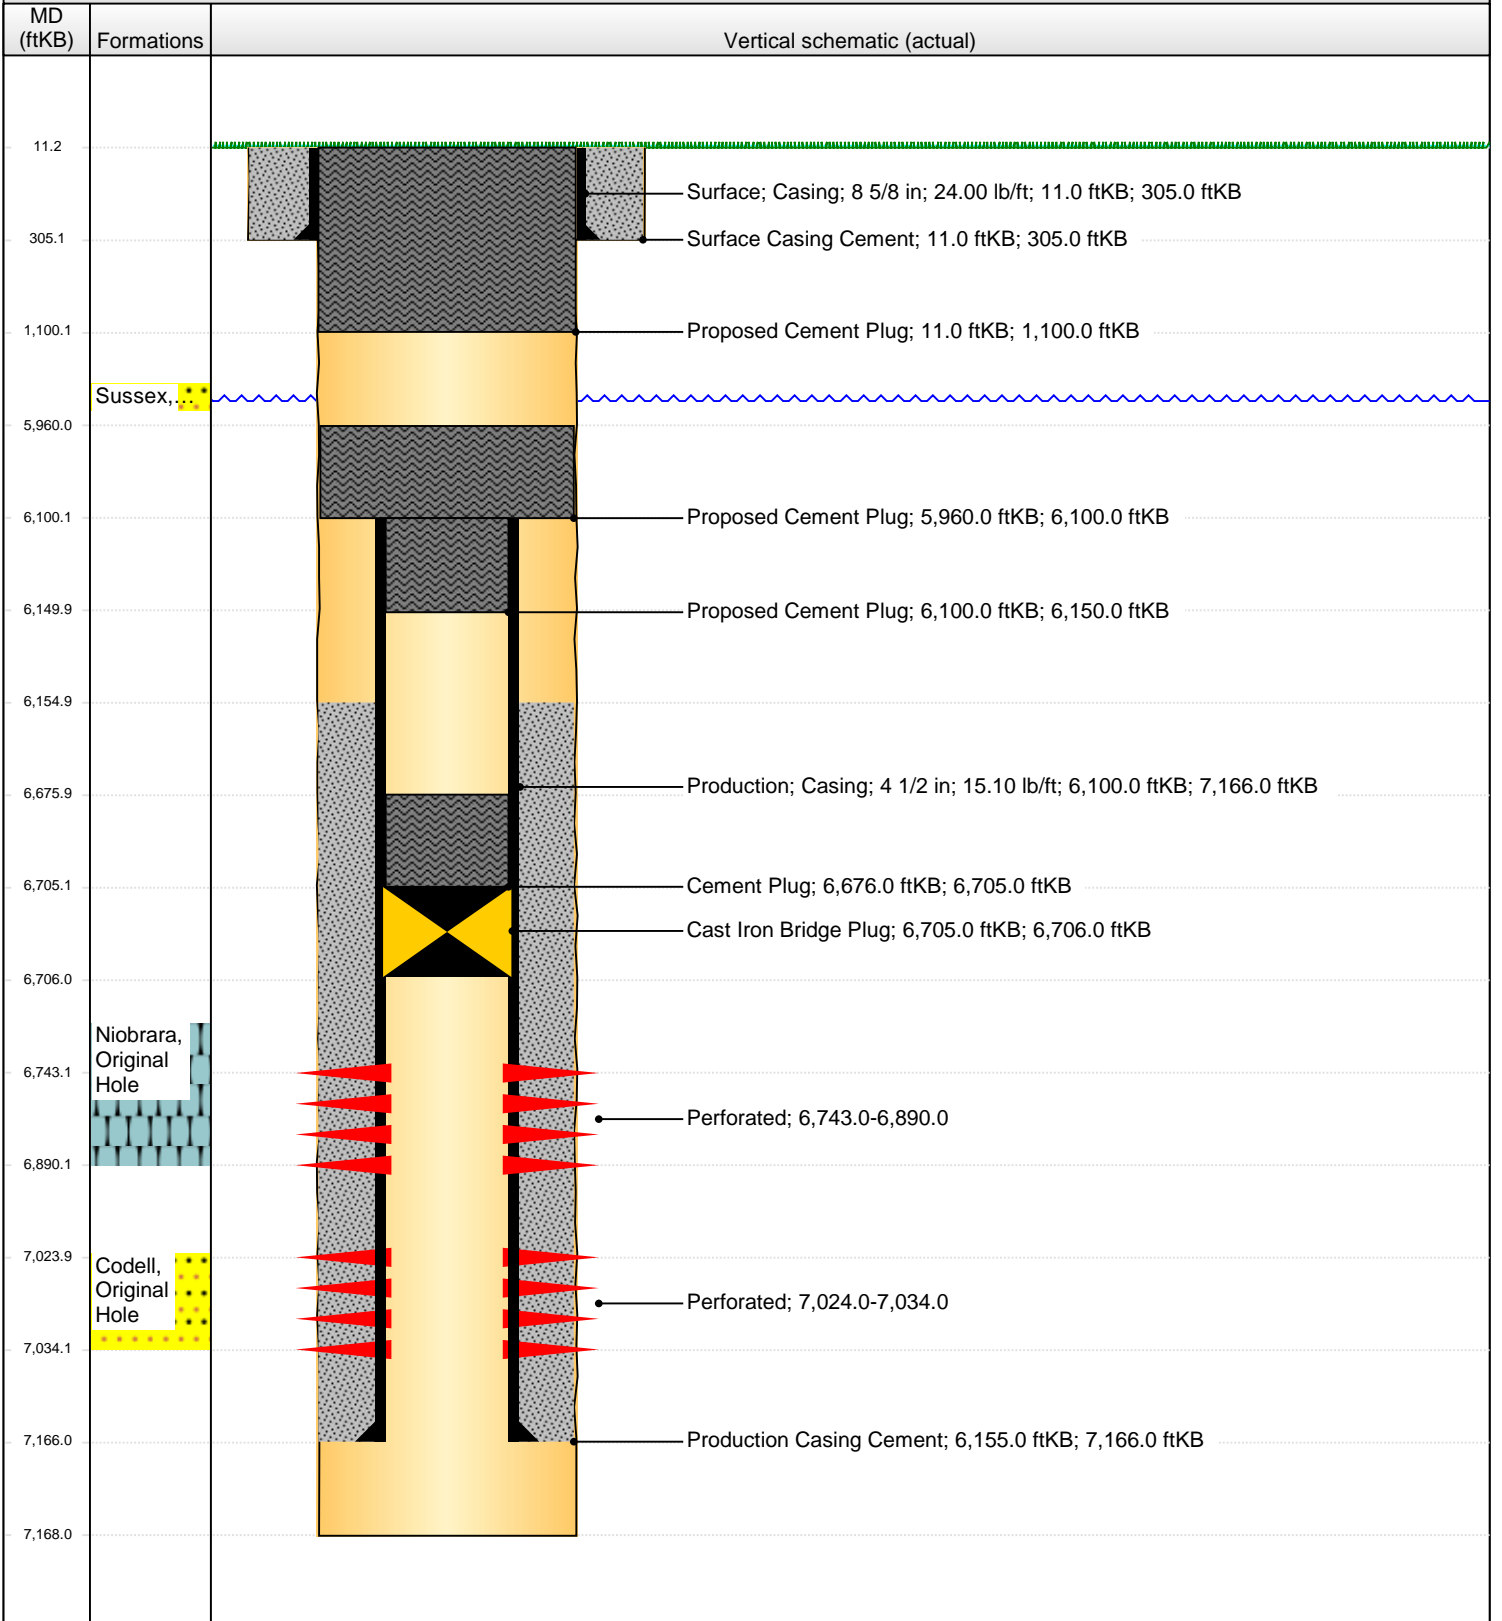 MD
(ftKB)
Formations
Vertical schematic (actual)
11.2
Surface; Casing; 8 5/8 in; 24.00 lb/ft; 11.0 ftKB; 305.0 ftKB
305.1
Surface Casing Cement; 11.0 ftKB; 305.0 ftKB
1,100.1
Proposed Cement Plug; 11.0 ftKB; 1,100.0 ftKB
Sussex,...
5,960.0
6,100.1
Proposed Cement Plug; 5,960.0 ftKB; 6,100.0 ftKB
6,149.9
Proposed Cement Plug; 6,100.0 ftKB; 6,150.0 ftKB
6,154.9
Production; Casing; 4 1/2 in; 15.10 lb/ft; 6,100.0 ftKB; 7,166.0 ftKB
6,675.9
6,705.1
Cement Plug; 6,676.0 ftKB; 6,705.0 ftKB
Cast Iron Bridge Plug; 6,705.0 ftKB; 6,706.0 ftKB
6,706.0
Niobrara,
Original
Hole
6,743.1
Perforated; 6,743.0-6,890.0
6,890.1
7,023.9
Codell,
Original
Hole
Perforated; 7,024.0-7,034.0
7,034.1
7,166.0
Production Casing Cement; 6,155.0 ftKB; 7,166.0 ftKB
7,168.0